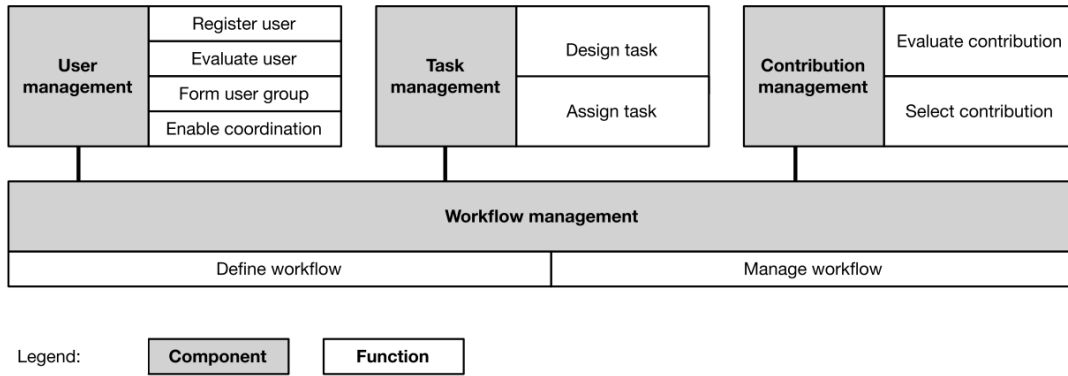 User
management
Register user
Evaluate user
Form user group
Enable coordination
Task
management
Design task
Assign task
Contribution
management
Evaluate contribution
Select contribution
Workflow management
Define workflow
Manage workflow
Legend:
Component
Function